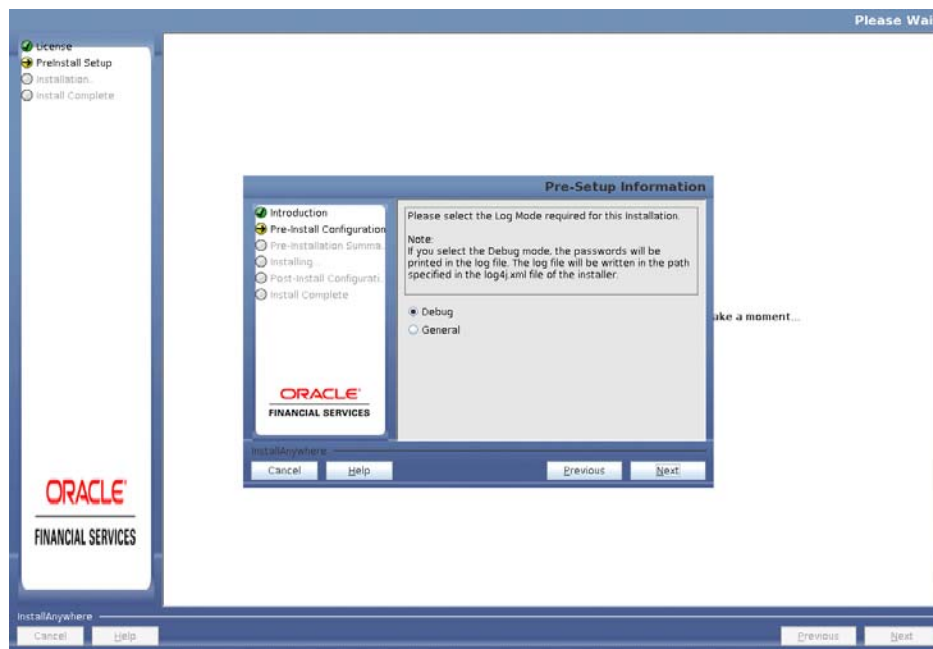 Please Wai
License
PreInstall Setup
Installation...
Install Complete
Pre-Setup Information
Introduction
Pre-Install Configuration
Pre-Installation Summa...
Installing...
Post-Install Configurati...
Install Complete
Please select the Log Mode required for this Installation.
Note:
If you select the Debug mode, the passwords will be
printed in the log file. The log file will be written in the path
specified in the log4j.xml file of the installer.
Debug
General
ake a moment...
ORACLE®
FINANCIAL SERVICES
InstallAnywhere
Cancel Help Previous Next
ORACLE®
FINANCIAL SERVICES
InstallAnywhere
Cancel Help Previous Next